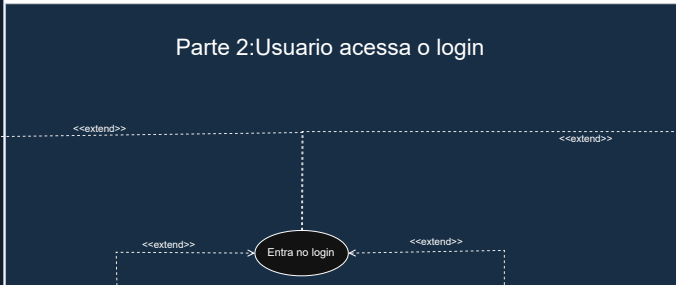 Parte 2:Usuario acessa o login
<<extend>>
<<extend>>
<<extend>>
<<extend>>
Entra no login